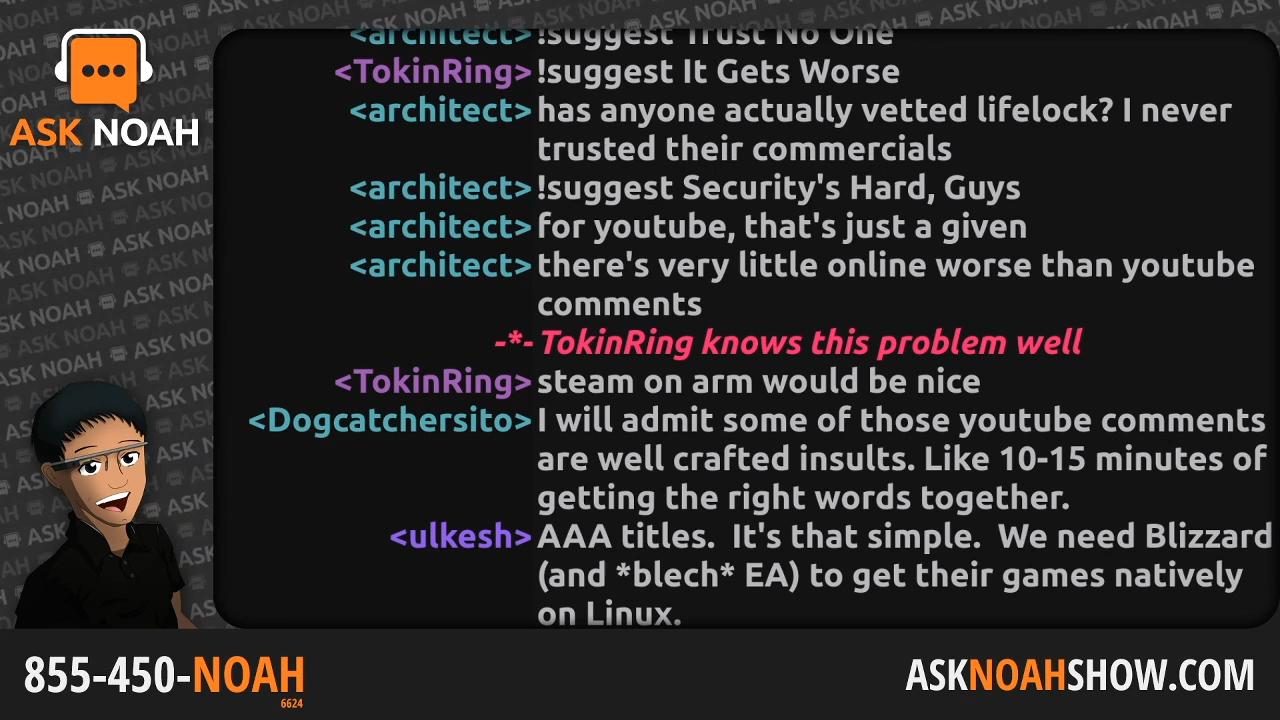 <architect> !suggest Trust No One
<TokinRing> !suggest It Gets Worse
<architect> has anyone actually vetted lifelock? I never
trusted their commercials
<architect> !suggest Security's Hard, Guys
<architect> for youtube, that's just a given
<architect> there's very little online worse than youtube
comments
-*- TokinRing knows this problem well
<TokinRing> steam on arm would be nice
<Dogcatchersito> I will admit some of those youtube comments
are well crafted insults. Like 10-15 minutes of
getting the right words together.
<ulkesh> AAA titles.  It's that simple.  We need Blizzard
(and *blech* EA) to get their games natively
on Linux.
ASK NOAH
855-450-NOAH
6624
ASKNOAHSHOW.COM